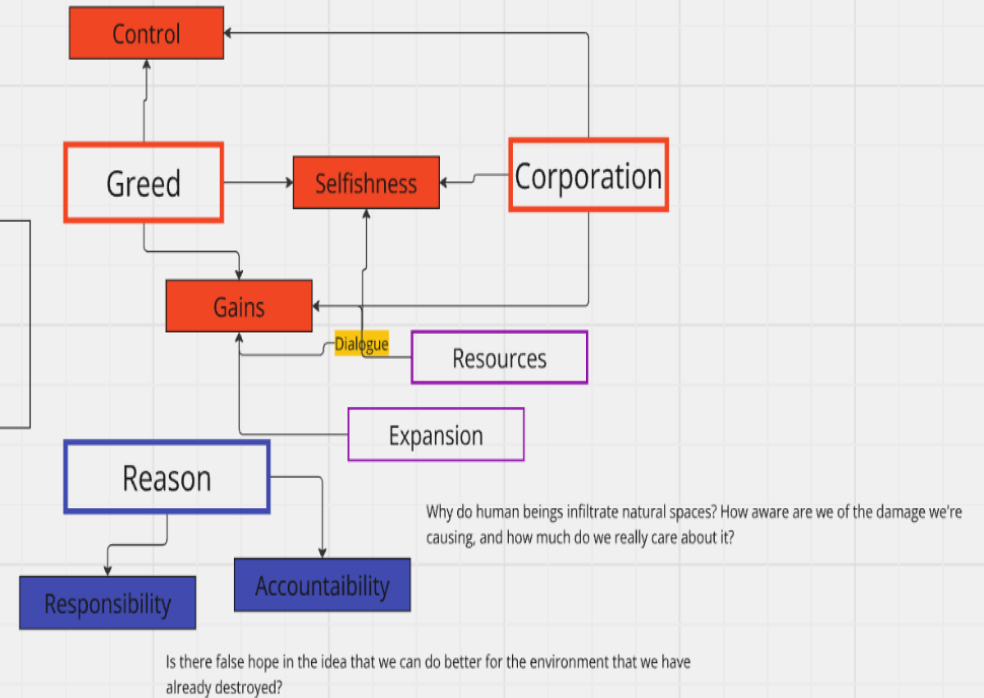 Control
Greed
Selfishness
Corporation
Gains
Dialogue
Resources
Expansion
Reason
Why do human beings infiltrate natural spaces? How aware are we of the damage we're
causing, and how much do we really care about it?
Accountaibility
Responsibility
Is there false hope in the idea that we can do better for the environment that we have
already destroyed?